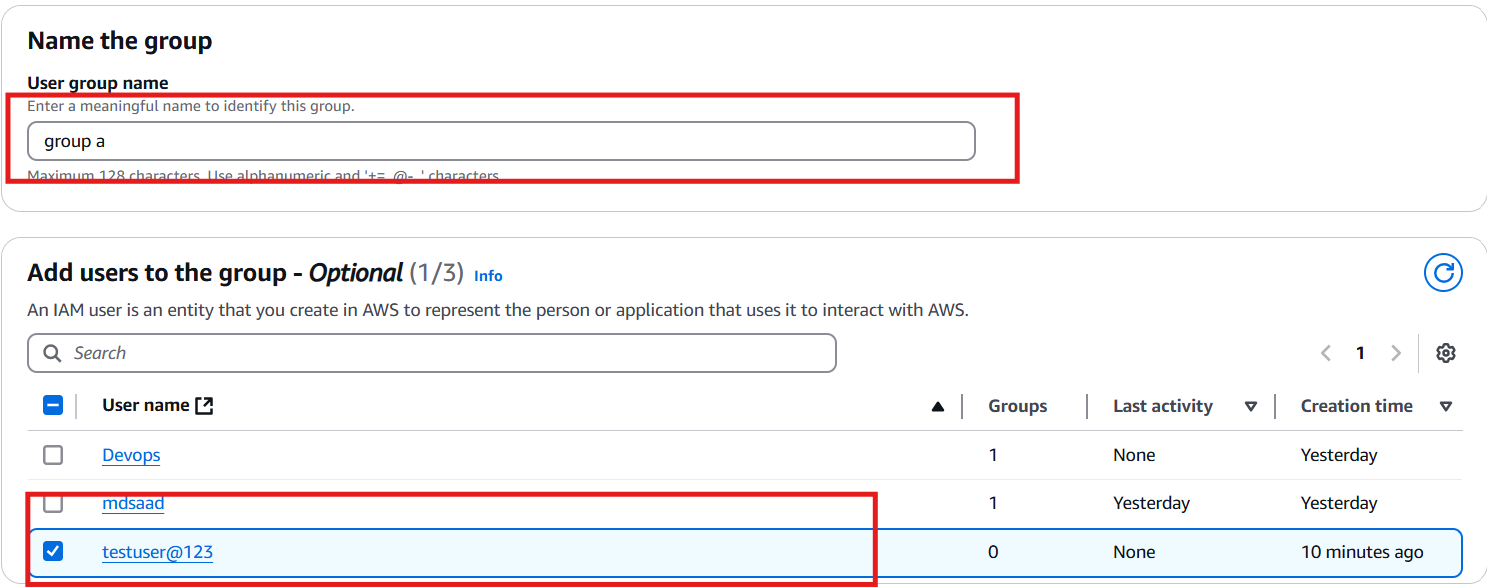 Name the group
User group name
Enter a meaningful name to identify this group.
group a
Maximum 128 characters. Use alphanumeric and '+=,.@-_' characters.
Add users to the group - Optional (1/3) Info
An IAM user is an entity that you create in AWS to represent the person or application that uses it to interact with AWS.
Search
1
User name Groups Last activity Creation time
Devops 1 None Yesterday
mdsaad 1 Yesterday Yesterday
testuser@123 0 None 10 minutes ago